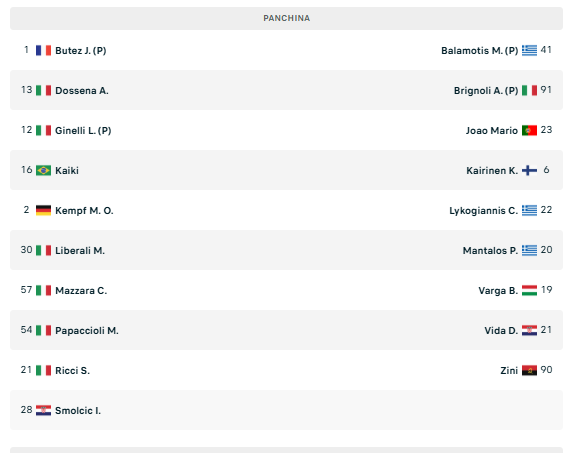 PANCHINA
1 Butez J. (P) Balamotis M. (P) 41
13 Dossena A. Brignoli A. (P) 91
12 Ginelli L. (P) Joao Mario 23
16 Kaiki Kairinen K. 6
2 Kempf M. O. Lykogiannis C. 22
30 Liberali M. Mantalos P. 20
57 Mazzara C. Varga B. 19
54 Papaccioli M. Vida D. 21
21 Ricci S. Zini 90
28 Smolcic I.